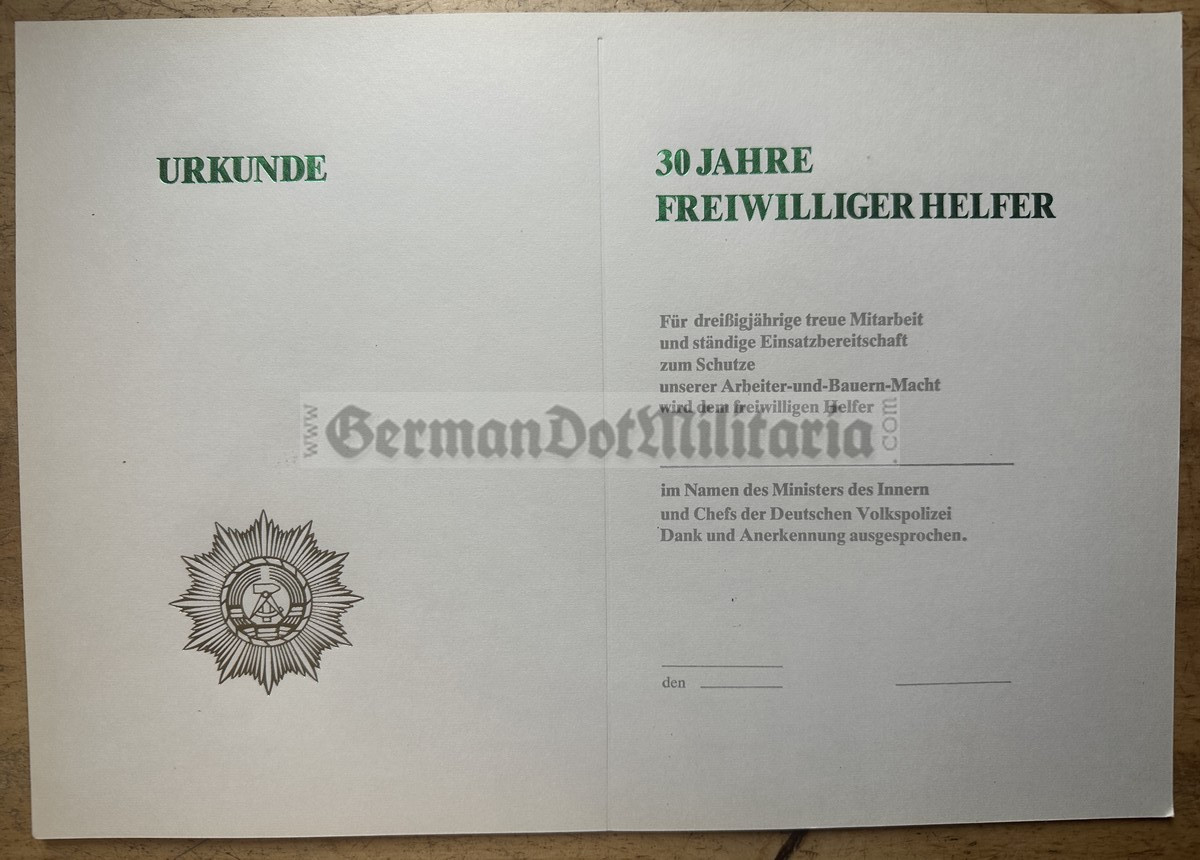 URKUNDE
30 JAHRE
FREIWILLIGER HELFER
Für dreißigjährige treue Mitarbeit
und ständige Einsatzbereitschaft
zum Schutze
unserer Arbeiter-und-Bauern-Macht
wird dem freiwilligen Helfer
www.GermanDotMilitaria.com
im Namen des Ministers des Innern
und Chefs der Deutschen Volkspolizei
Dank und Anerkennung ausgesprochen.
den